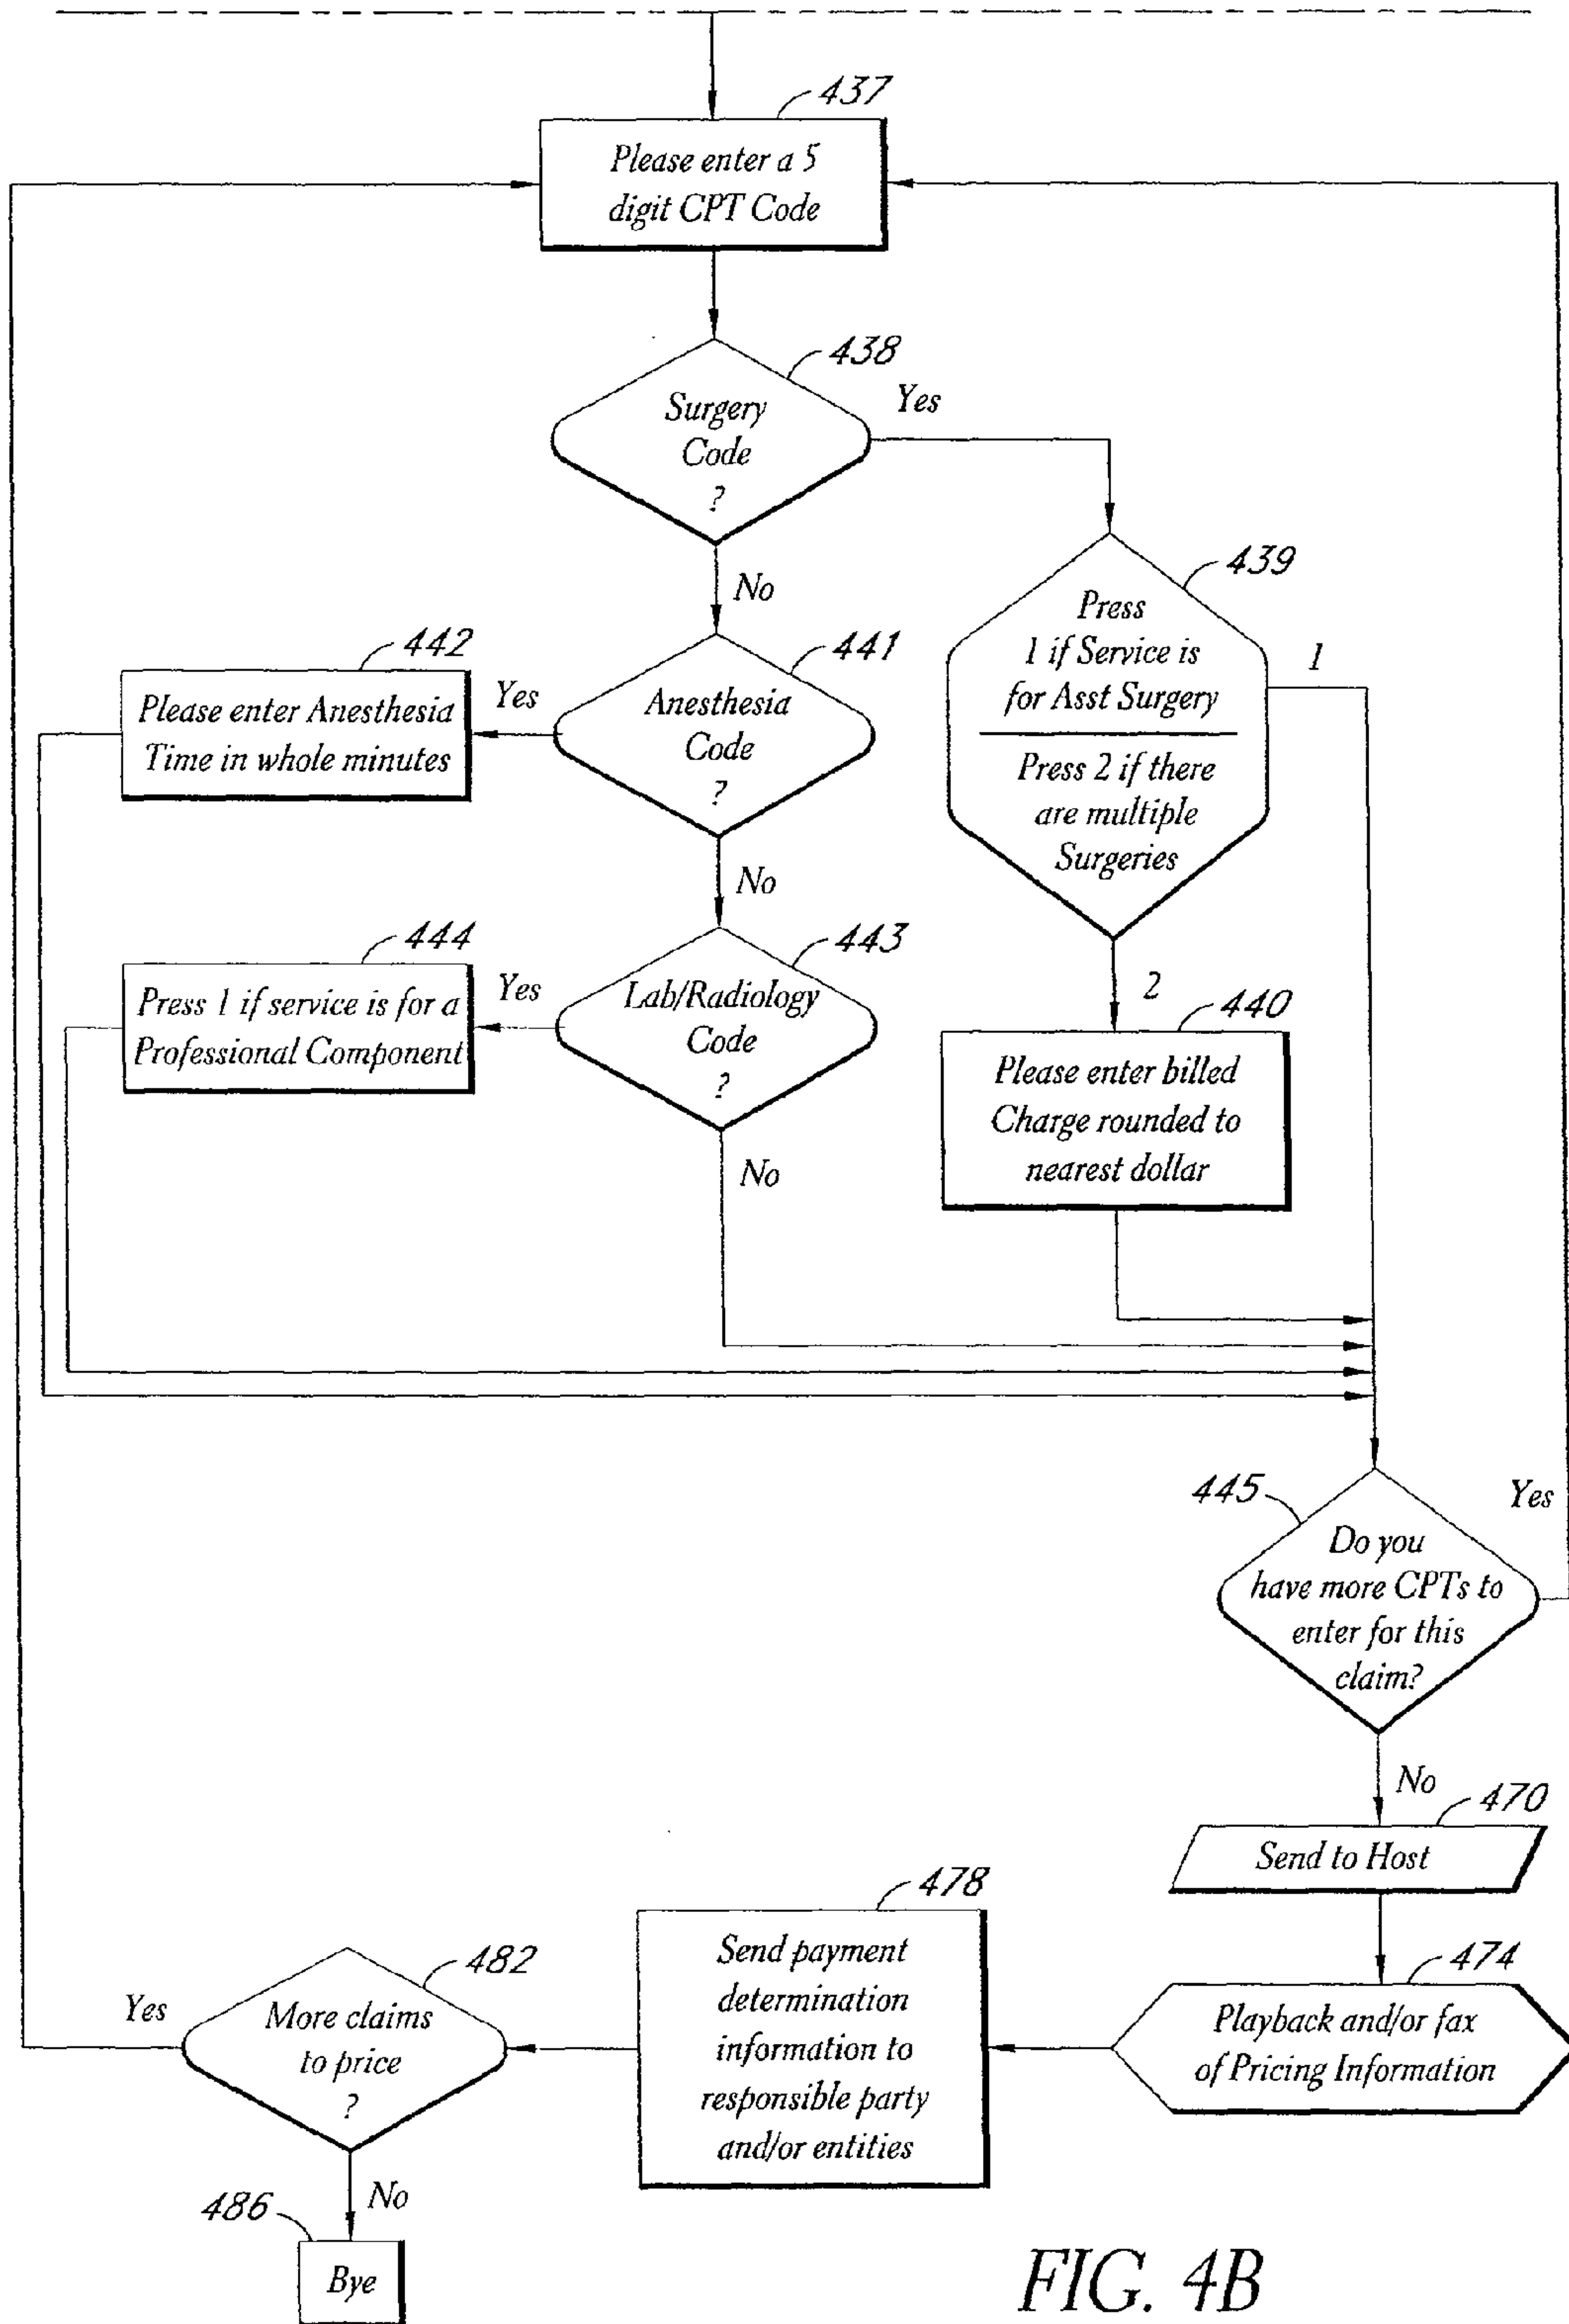 437
Please enter a 5
digit CPT Code
438
Surgery
Code
?
Yes
No
439
Press
1 if Service is
for Asst Surgery
Press 2 if there
are multiple
Surgeries
1
2
442
Please enter Anesthesia
Time in whole minutes
Yes
441
Anesthesia
Code
?
No
444
Press 1 if service is for a
Professional Component
Yes
443
Lab/Radiology
Code
?
No
440
Please enter billed
Charge rounded to
nearest dollar
445
Do you
have more CPTs to
enter for this
claim?
Yes
No
470
Send to Host
474
Playback and/or fax
of Pricing Information
478
Send payment
determination
information to
responsible party
and/or entities
482
More claims
to price
?
Yes
No
486
Bye
FIG. 4B